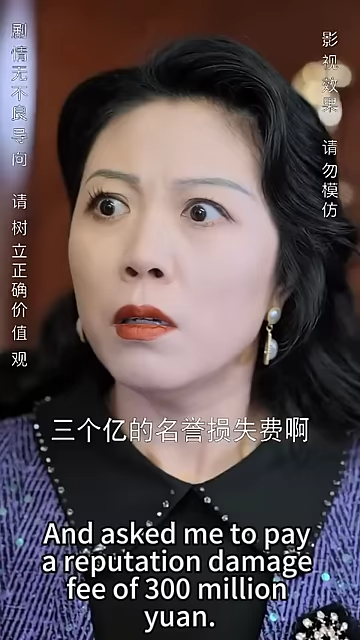 剧情无不良导向 请树立正确价值观
影视效果 请勿模仿
三个亿的名誉损失费啊
And asked me to pay
a reputation damage
fee of 300 million
yuan.